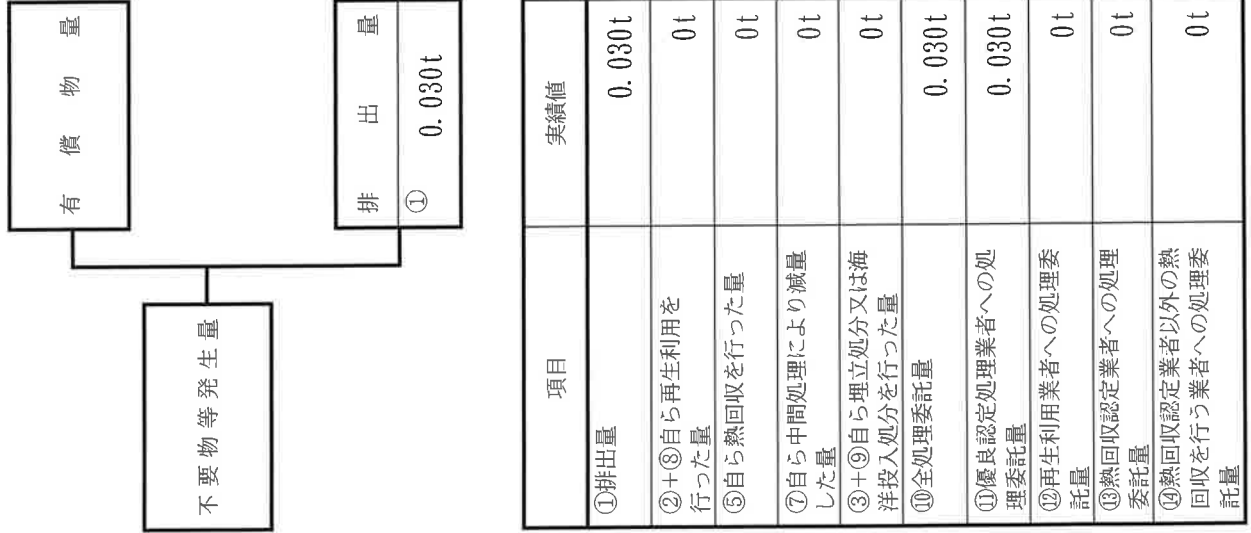 有償物量
排出量
① 0.030t
不要物等発生量
項目 実績値
①排出量 0.030t
②+⑧自ら再生利用を 0t
行った量
⑤自ら熱回収を行った量 0t
⑦自ら中間処理により減量 0t
した量
③+⑨自ら埋立処分又は海 0t
洋投入処分を行った量
⑩全処理委託量 0.030t
⑪優良認定処理業者への処 0.030t
理委託量
⑫再生利用業者への処理委 0t
託量
⑬熱回収認定業者への処理 0t
委託量
⑭熱回収認定業者以外の熱 0t
回収を行う業者への処理委
託量